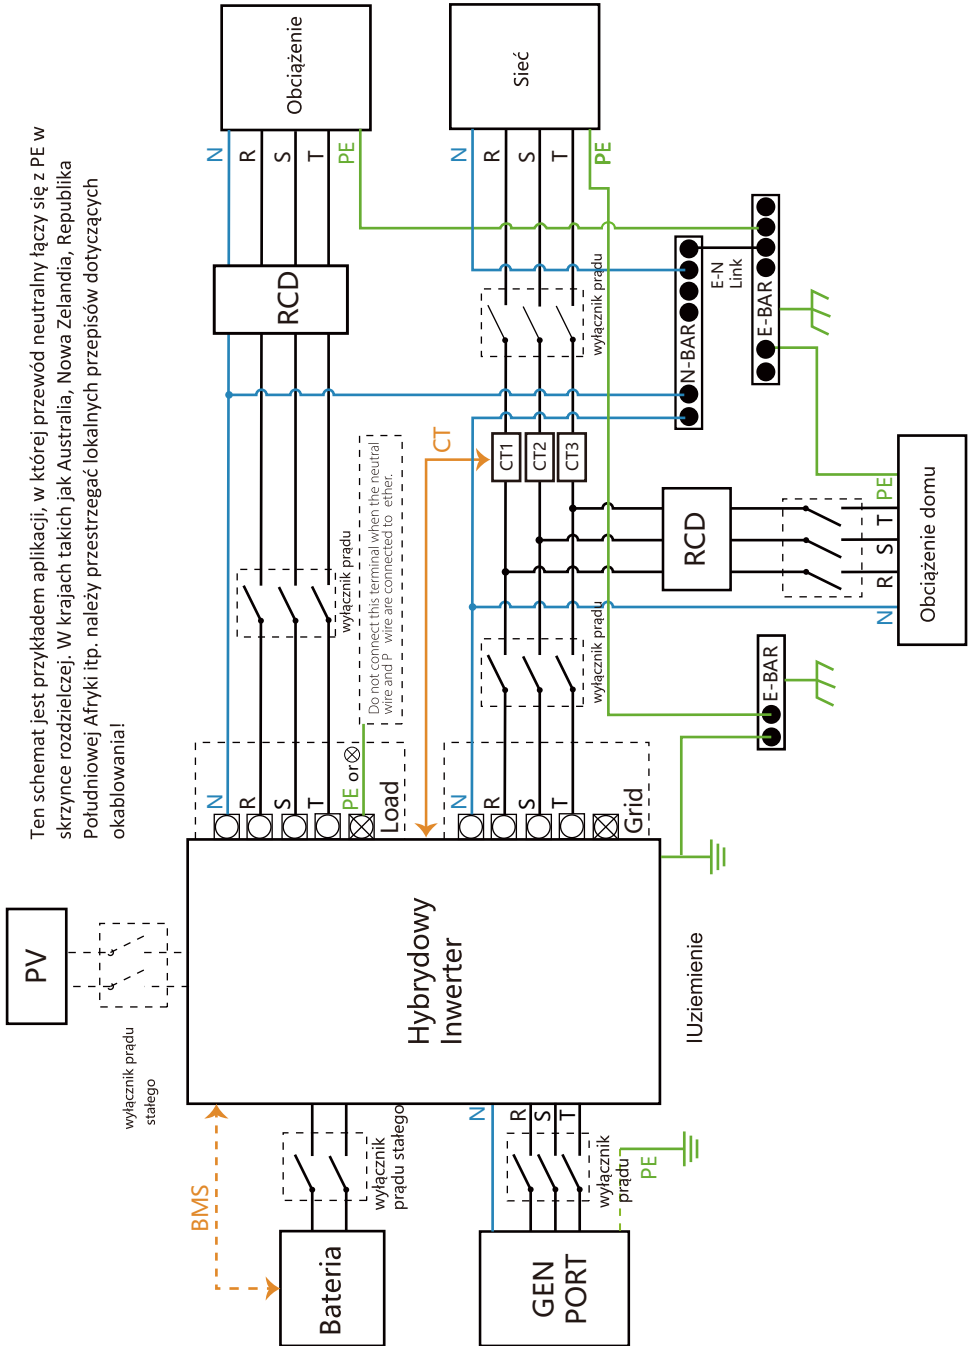 Ten schemat jest przykładem aplikacji, w której przewód neutralny łączy się z PE w
skrzynce rozdzielczej. W krajach takich jak Australia, Nowa Zelandia, Republika
Południowej Afryki itp. należy przestrzegać lokalnych przepisów dotyczących
okablowania!
PV
wyłącznik prądu
stałego
BMS
Bateria
wyłącznik
prądu stałego
Hybrydowy
Inwerter
GEN
PORT
N
R
S
T
wyłącznik
prądu
PE
IUziemienie
N
R
S
T
PE or
Load
Do not connect this terminal when the neutral
wire and P wire are connected to ether.
wyłącznik prądu
RCD
N
R
S
T
PE
Obciążenie
CT
N
R
S
T
Grid
wyłącznik prądu
CT1
CT2
CT3
wyłącznik prądu
N
R
S
T
PE
Sieć
N-BAR
E-N
Link
E-BAR
RCD
N
R
S
T
PE
Obciążenie domu
E-BAR